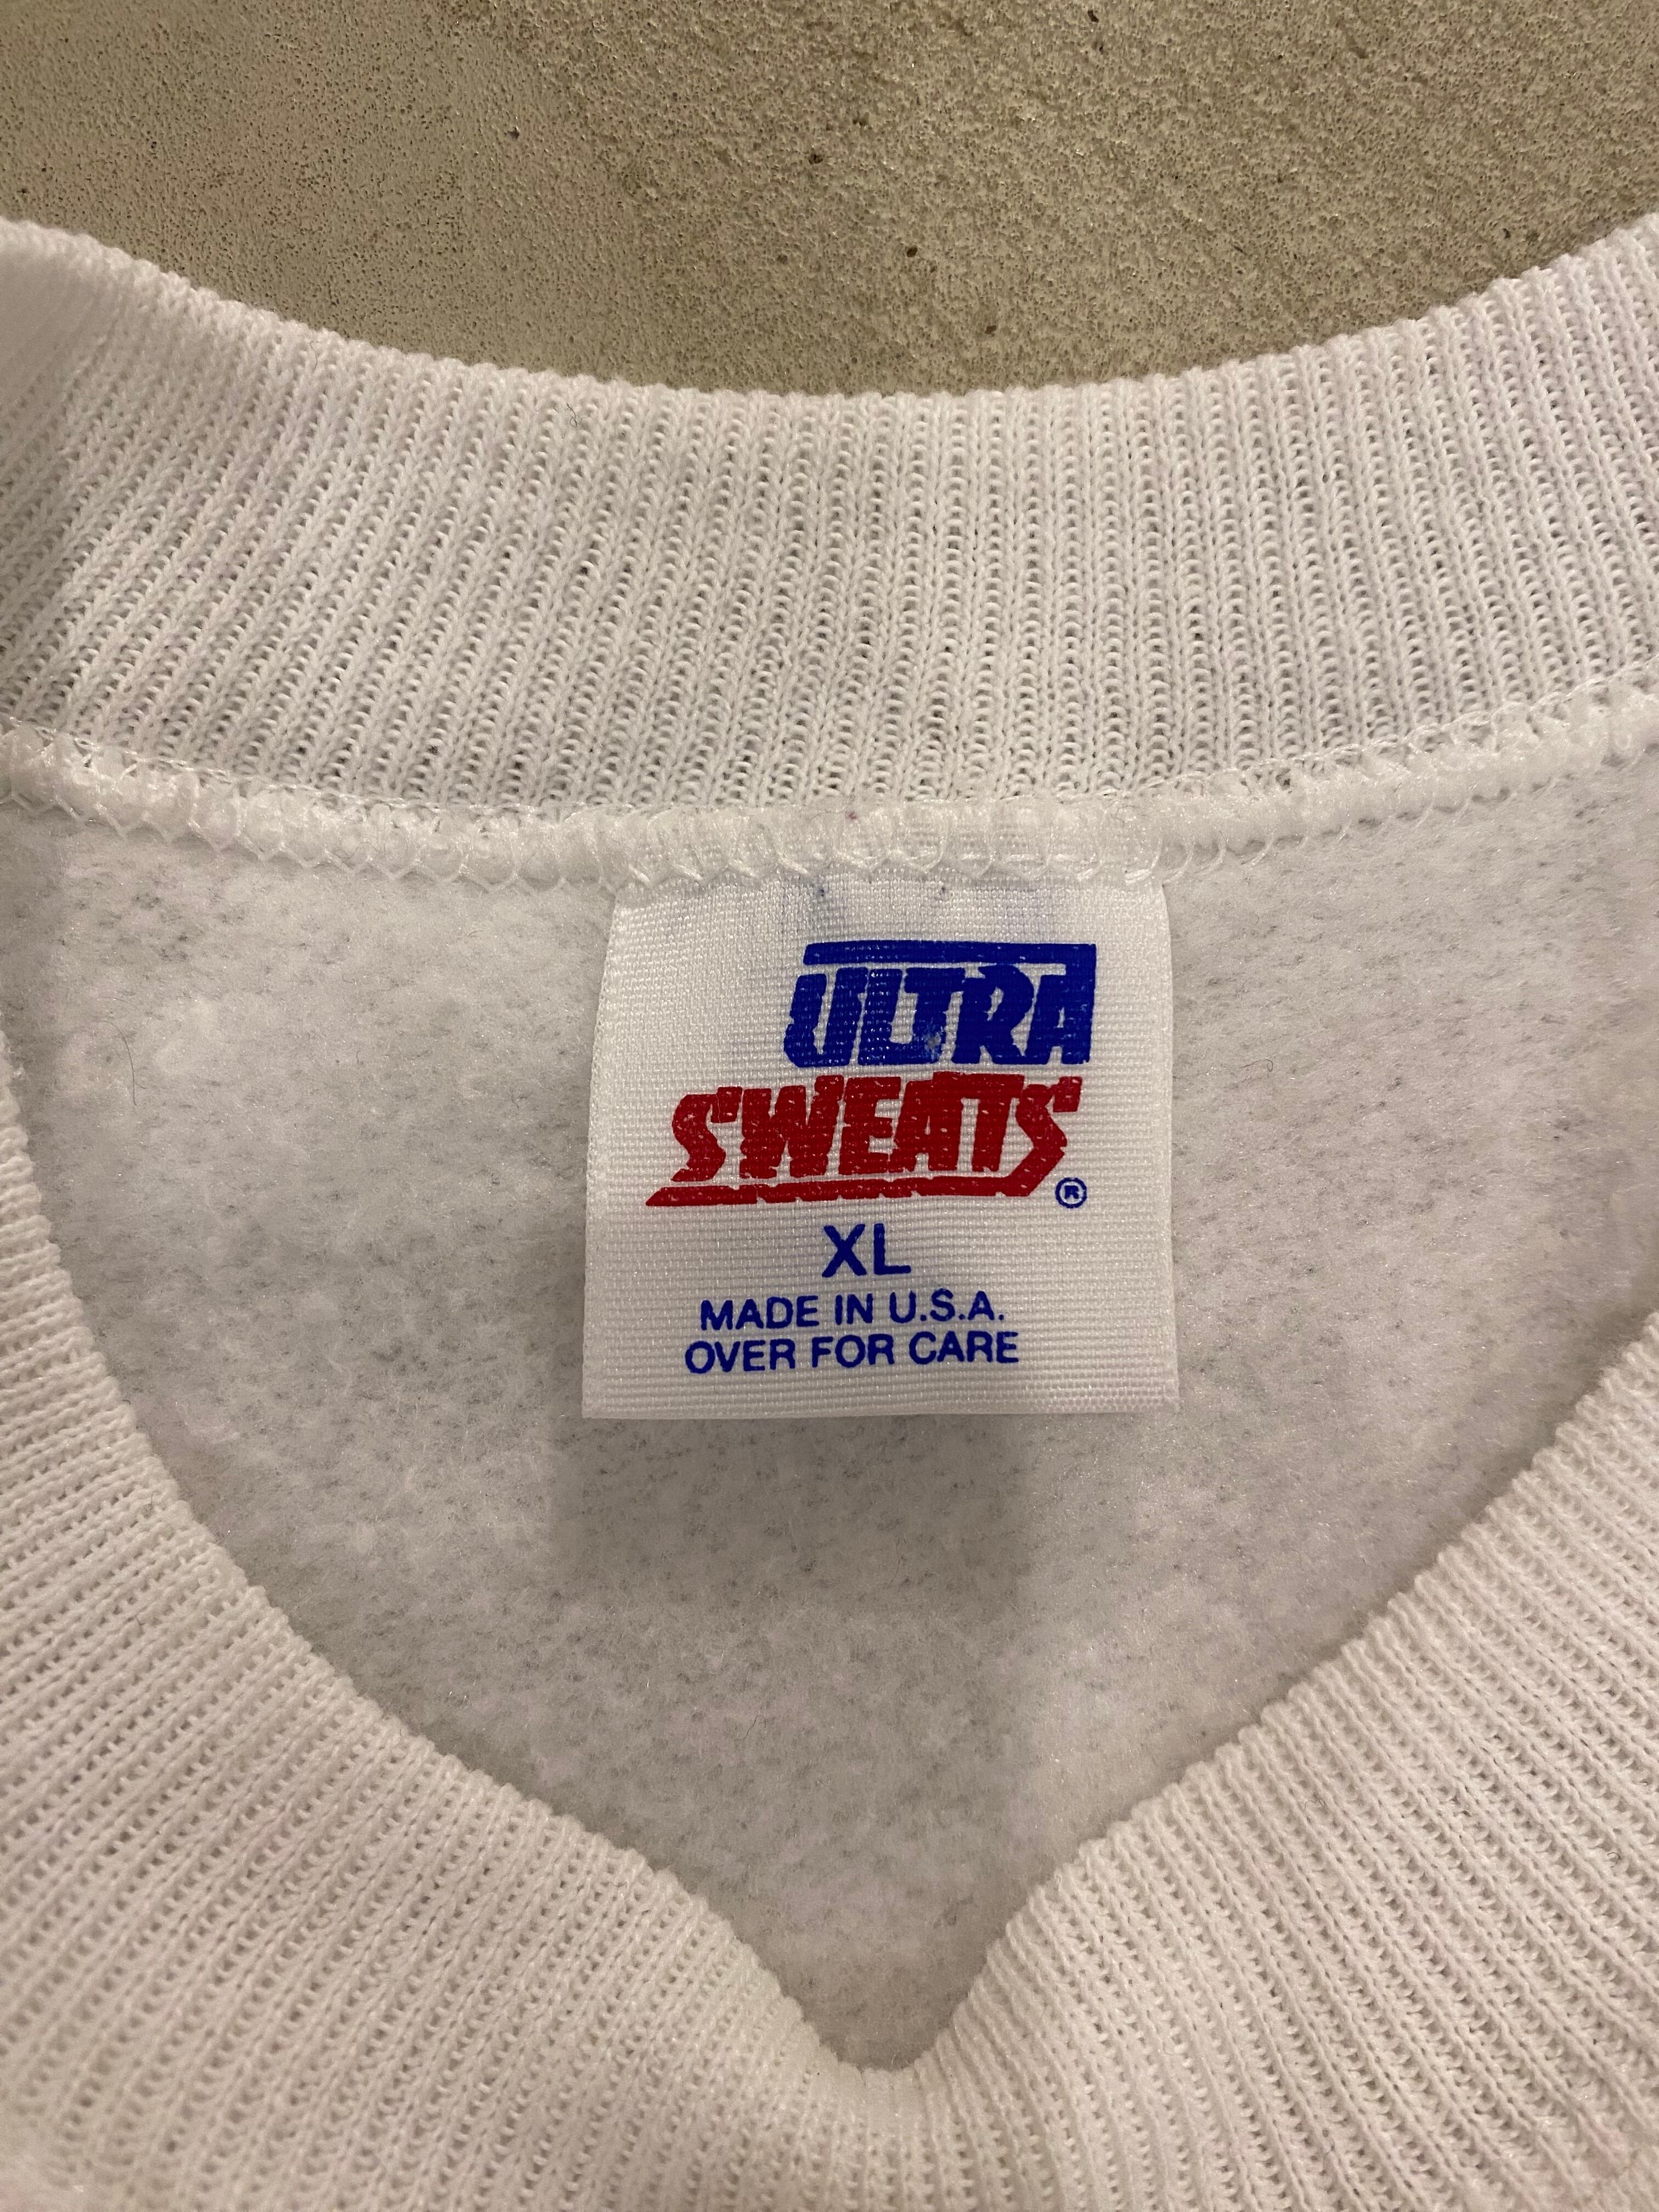 ULTRA
SWEATS®
XL
MADE IN U.S.A.
OVER FOR CARE